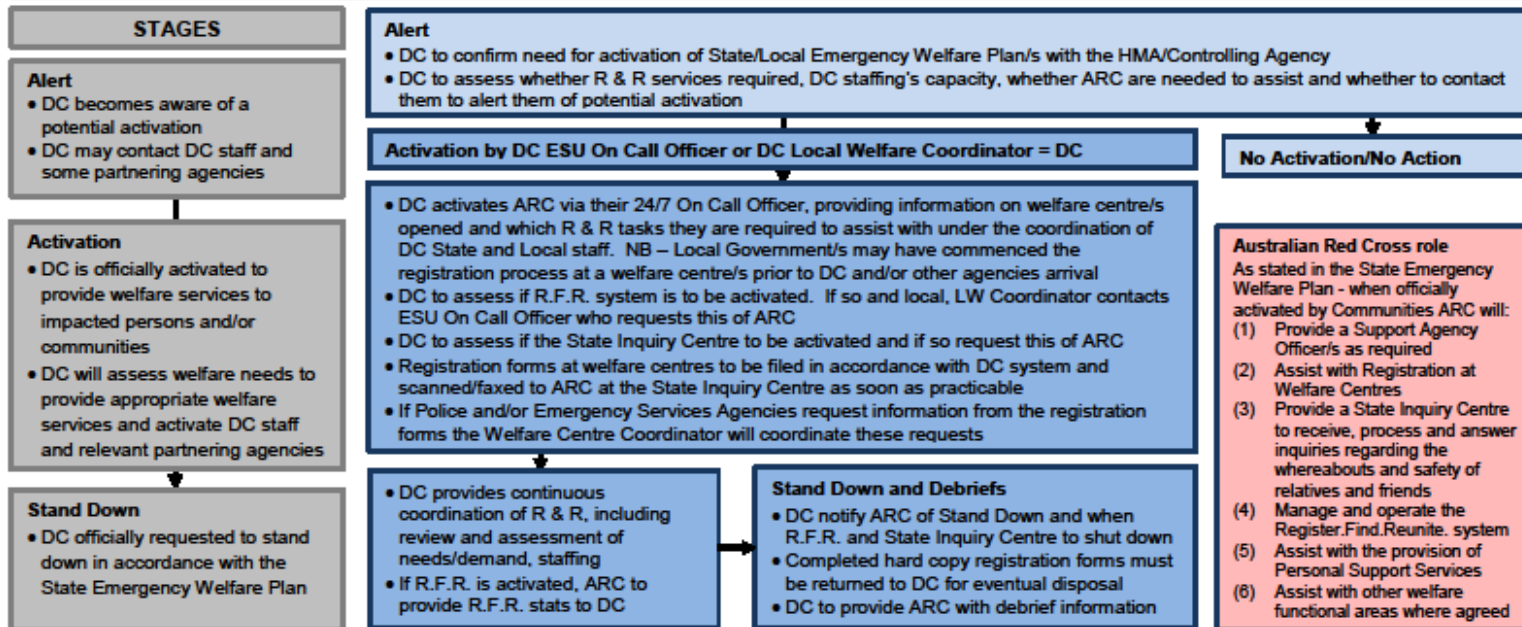 STAGES
Alert
• DC becomes aware of a
potential activation
• DC may contact DC staff and
some partnering agencies
Activation
• DC is officially activated to
provide welfare services to
impacted persons and/or
communities
• DC will assess welfare needs to
provide appropriate welfare
services and activate DC staff
and relevant partnering agencies
Stand Down
• DC officially requested to stand
down in accordance with the
State Emergency Welfare Plan
Alert
• DC to confirm need for activation of State/Local Emergency Welfare Plan/s with the HMA/Controlling Agency
• DC to assess whether R & R services required, DC staffing's capacity, whether ARC are needed to assist and whether to contact
them to alert them of potential activation
Activation by DC ESU On Call Officer or DC Local Welfare Coordinator = DC
No Activation/No Action
• DC activates ARC via their 24/7 On Call Officer, providing information on welfare centre/s
opened and which R & R tasks they are required to assist with under the coordination of
DC State and Local staff. NB – Local Government/s may have commenced the
registration process at a welfare centre/s prior to DC and/or other agencies arrival
• DC to assess if R.F.R. system is to be activated. If so and local, LW Coordinator contacts
ESU On Call Officer who requests this of ARC
• DC to assess if the State Inquiry Centre to be activated and if so request this of ARC
• Registration forms at welfare centres to be filed in accordance with DC system and
scanned/faxed to ARC at the State Inquiry Centre as soon as practicable
• If Police and/or Emergency Services Agencies request information from the registration
forms the Welfare Centre Coordinator will coordinate these requests
• DC provides continuous
coordination of R & R, including
review and assessment of
needs/demand, staffing
• If R.F.R. is activated, ARC to
provide R.F.R. stats to DC
Stand Down and Debriefs
• DC notify ARC of Stand Down and when
R.F.R. and State Inquiry Centre to shut down
• Completed hard copy registration forms must
be returned to DC for eventual disposal
• DC to provide ARC with debrief information
Australian Red Cross role
As stated in the State Emergency
Welfare Plan - when officially
activated by Communities ARC will:
(1) Provide a Support Agency
Officer/s as required
(2) Assist with Registration at
Welfare Centres
(3) Provide a State Inquiry Centre
to receive, process and answer
inquiries regarding the
whereabouts and safety of
relatives and friends
(4) Manage and operate the
Register.Find.Reunite. system
(5) Assist with the provision of
Personal Support Services
(6) Assist with other welfare
functional areas where agreed